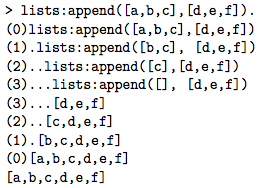 > lists:append([a,b,c],[d,e,f]).
(0)lists:append([a,b,c],[d,e,f])
(1).lists:append([b,c], [d,e,f])
(2)..lists:append([c],[d,e,f])
(3)...lists:append([], [d,e,f])
(3)...[d,e,f]
(2)..[c,d,e,f]
(1).[b,c,d,e,f]
(0)[a,b,c,d,e,f]
[a,b,c,d,e,f]